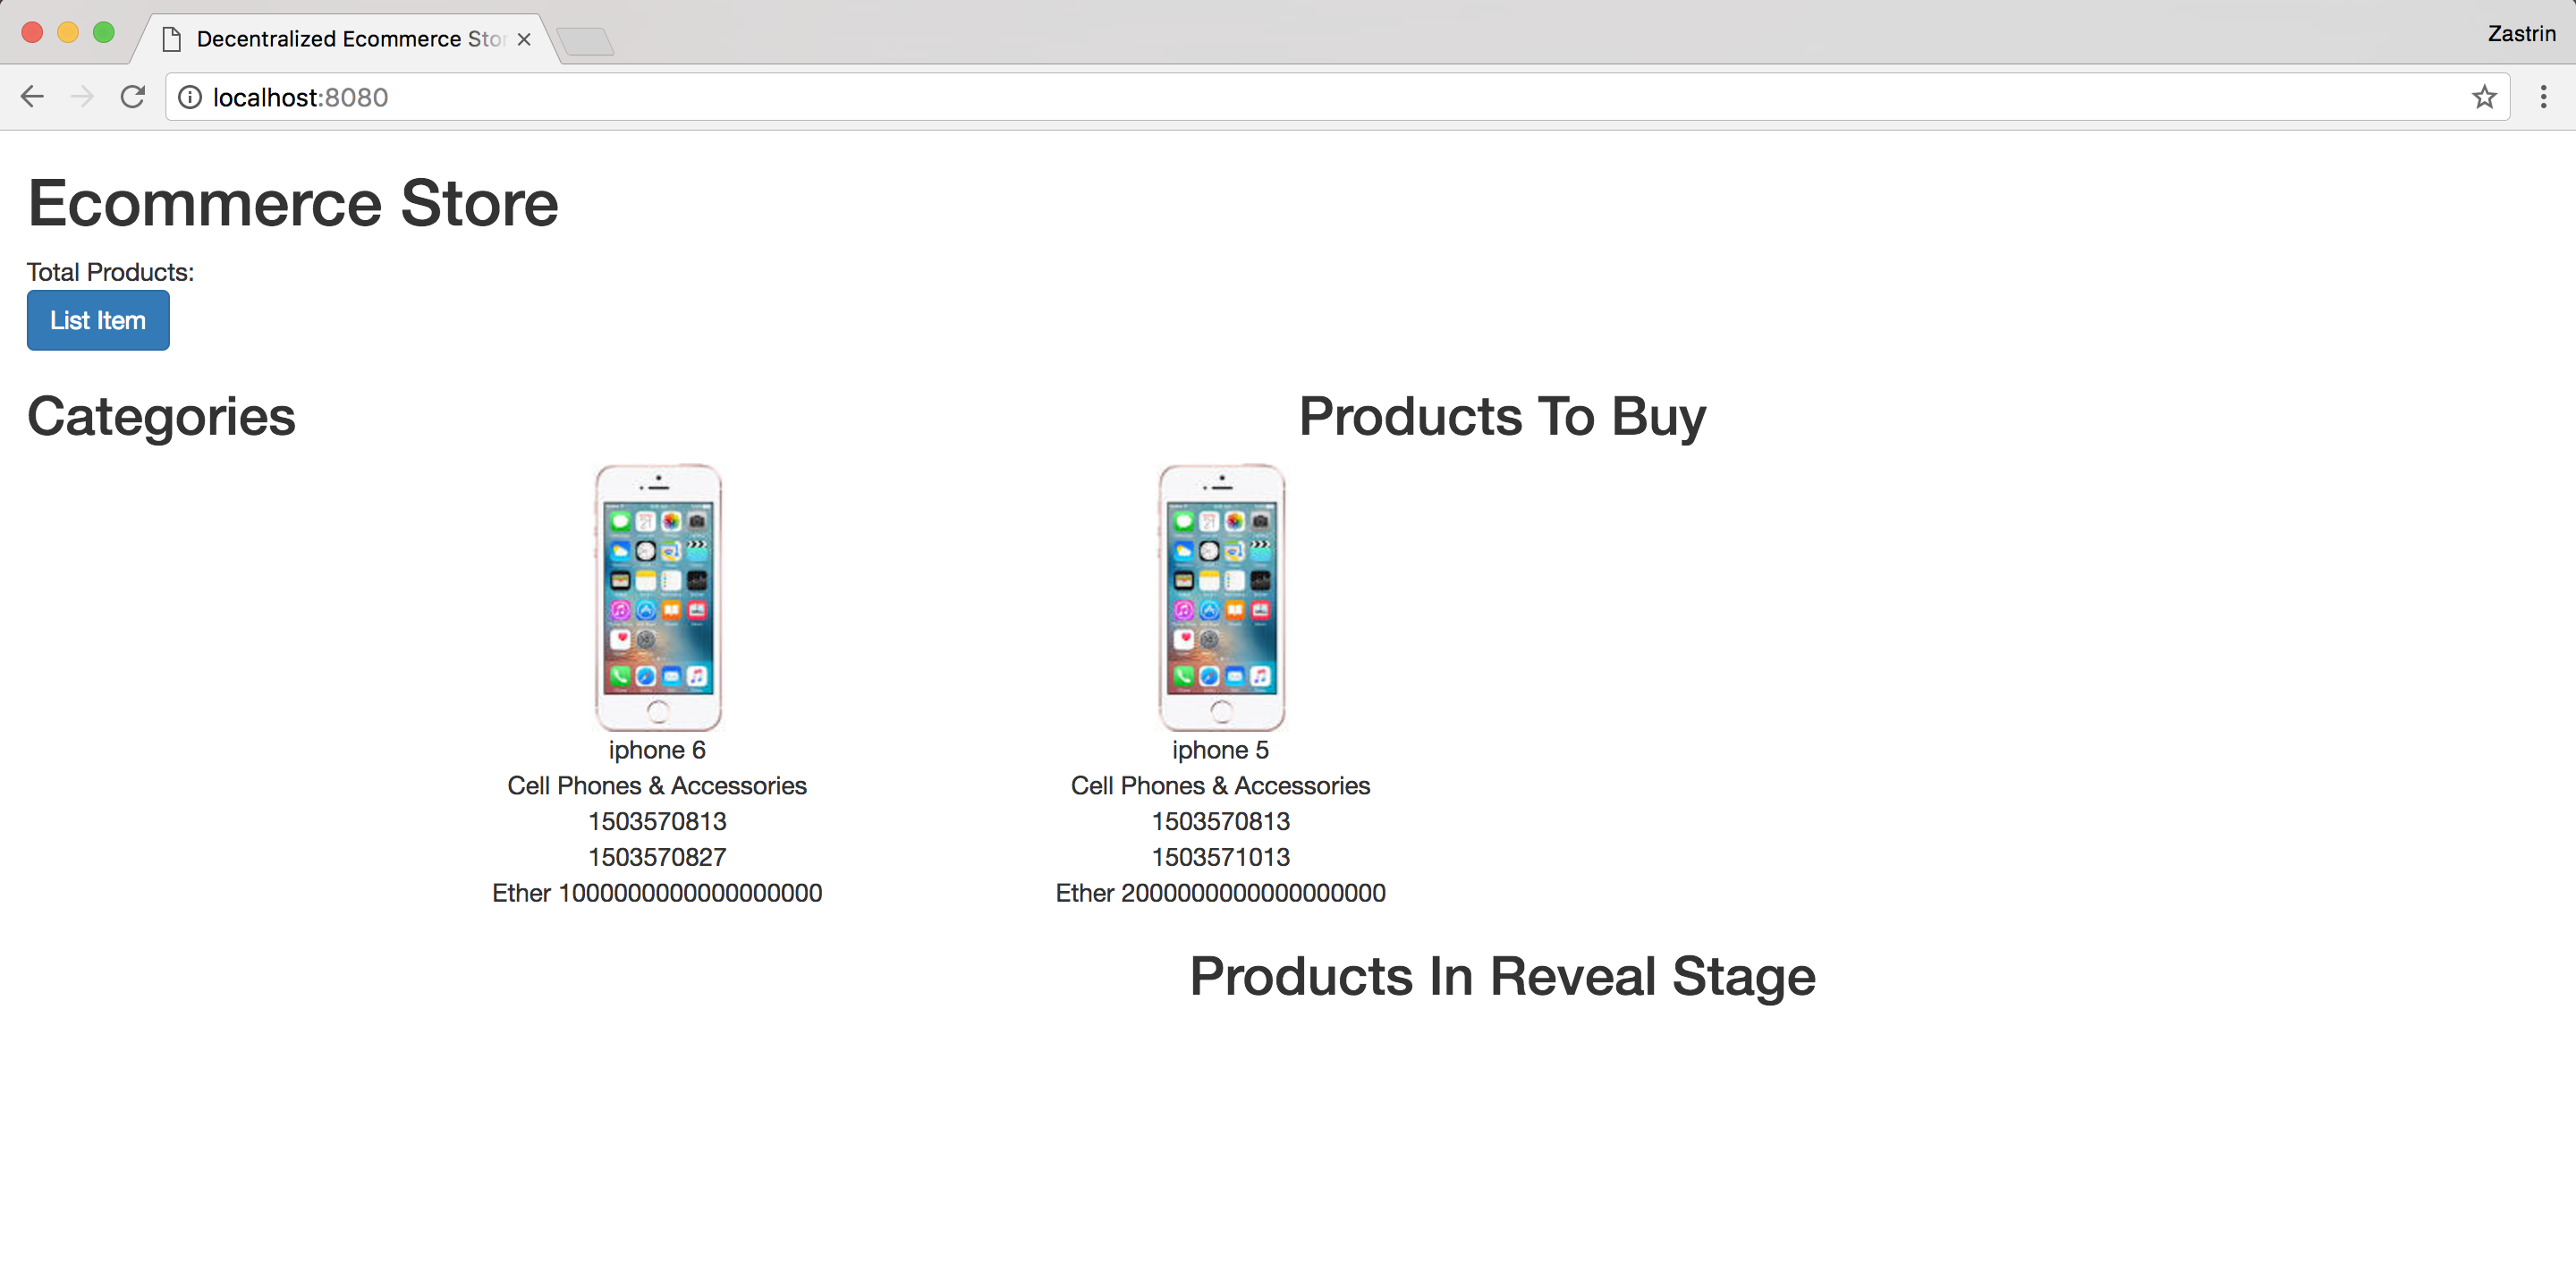 Decentralized Ecommerce Stor
Zastrin
localhost:8080
Ecommerce Store
Total Products:
List Item
Categories
Products To Buy
iphone 6
Cell Phones & Accessories
1503570813
1503570827
Ether 1000000000000000000
iphone 5
Cell Phones & Accessories
1503570813
1503571013
Ether 2000000000000000000
Products In Reveal Stage